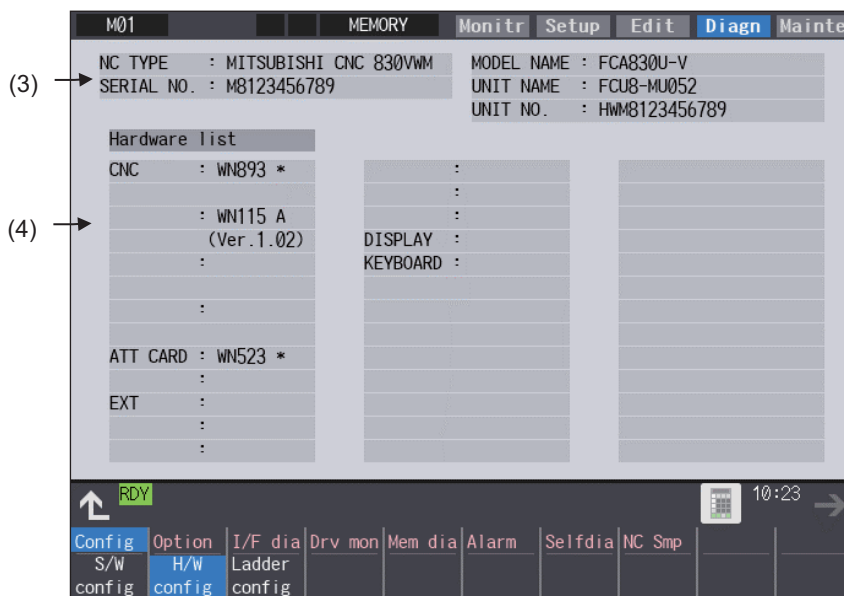 M01 MEMORY Monitr Setup Edit Diagn Mainte
NC TYPE : MITSUBISHI CNC 830VWM MODEL NAME : FCA830U-V
(3) SERIAL NO. : M8123456789 UNIT NAME : FCU8-MU052
UNIT NO. : HWM8123456789
Hardware list
CNC : WN893 * :
:
(4) : WN115 A :
(Ver.1.02) DISPLAY :
: KEYBOARD :
:
ATT CARD : WN523 *
:
EXT :
:
:
RDY 10:23
Config Option I/F dia Drv mon Mem dia Alarm Selfdia NC Smp
S/W H/W Ladder
config config config